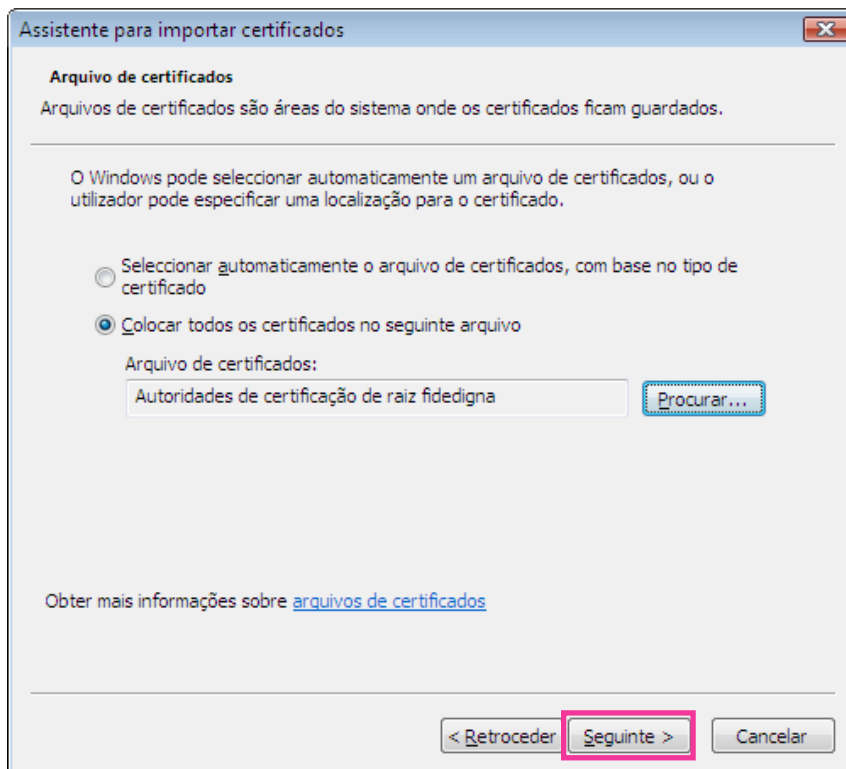 Assistente para importar certificados
Arquivo de certificados
Arquivos de certificados são áreas do sistema onde os certificados ficam guardados.
O Windows pode seleccionar automaticamente um arquivo de certificados, ou o
utilizador pode especificar uma localização para o certificado.
Seleccionar automaticamente o arquivo de certificados, com base no tipo de
certificado
Colocar todos os certificados no seguinte arquivo
Arquivo de certificados:
Autoridades de certificação de raiz fidedigna
Procurar...
Obter mais informações sobre arquivos de certificados
< Retroceder
Seguinte >
Cancelar